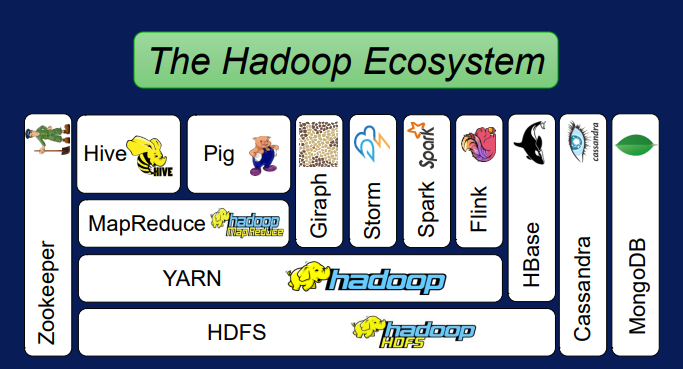 The Hadoop Ecosystem
Zookeeper
Hive
HIVE
Pig
Giraph
Storm
Spark
Spark
Flink
HBase
Cassandra
cassandra
MongoDB
MapReduce
hadoop
MapReduce
YARN
hadoop
HDFS
hadoop
HDFS